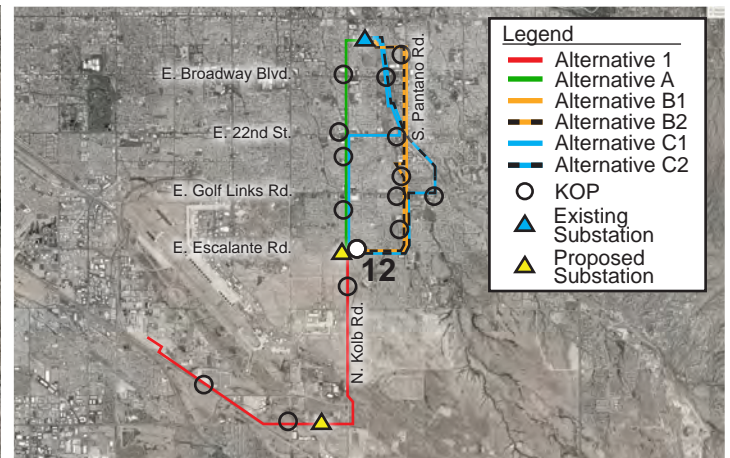 E. Broadway Blvd.
E. 22nd St.
E. Golf Links Rd.
E. Escalante Rd.
S. Pantano Rd.
12
N. Kolb Rd.
Legend
Alternative 1
Alternative A
Alternative B1
Alternative B2
Alternative C1
Alternative C2
KOP
Existing
Substation
Proposed
Substation